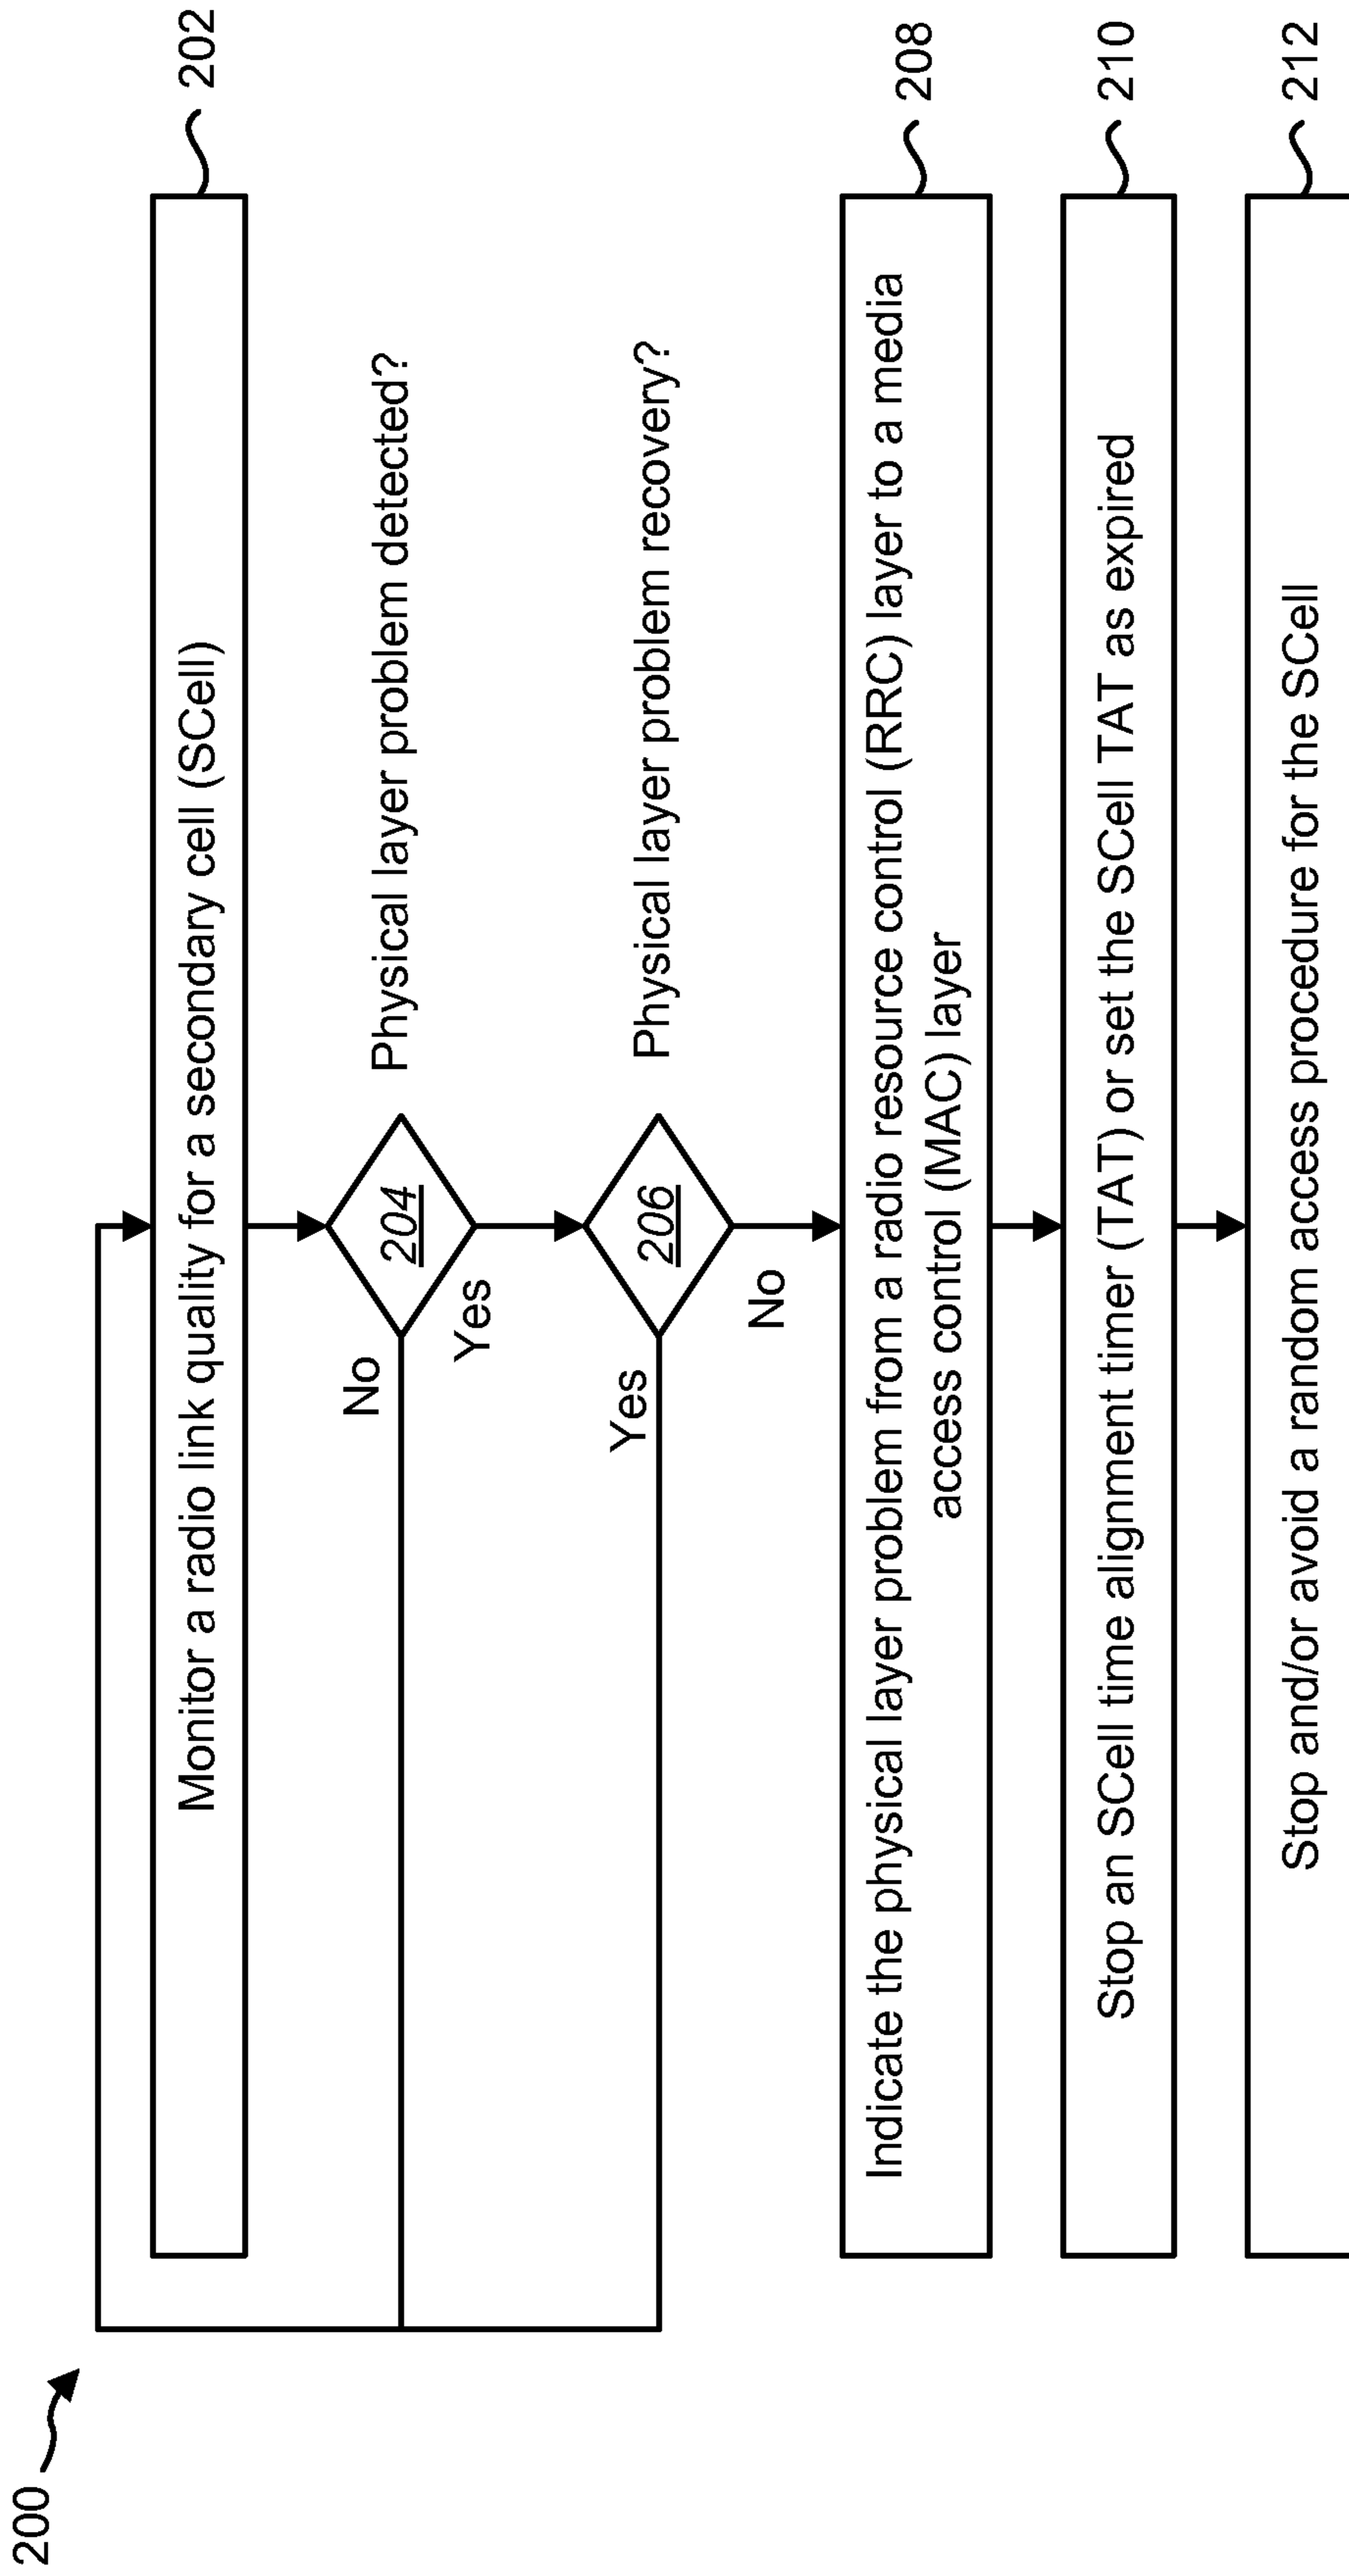 200
Monitor a radio link quality for a secondary cell (SCell)
202
204
Physical layer problem detected?
No
Yes
206
Physical layer problem recovery?
Yes
No
Indicate the physical layer problem from a radio resource control (RRC) layer to a media
access control (MAC) layer
208
Stop an SCell time alignment timer (TAT) or set the SCell TAT as expired
210
Stop and/or avoid a random access procedure for the SCell
212